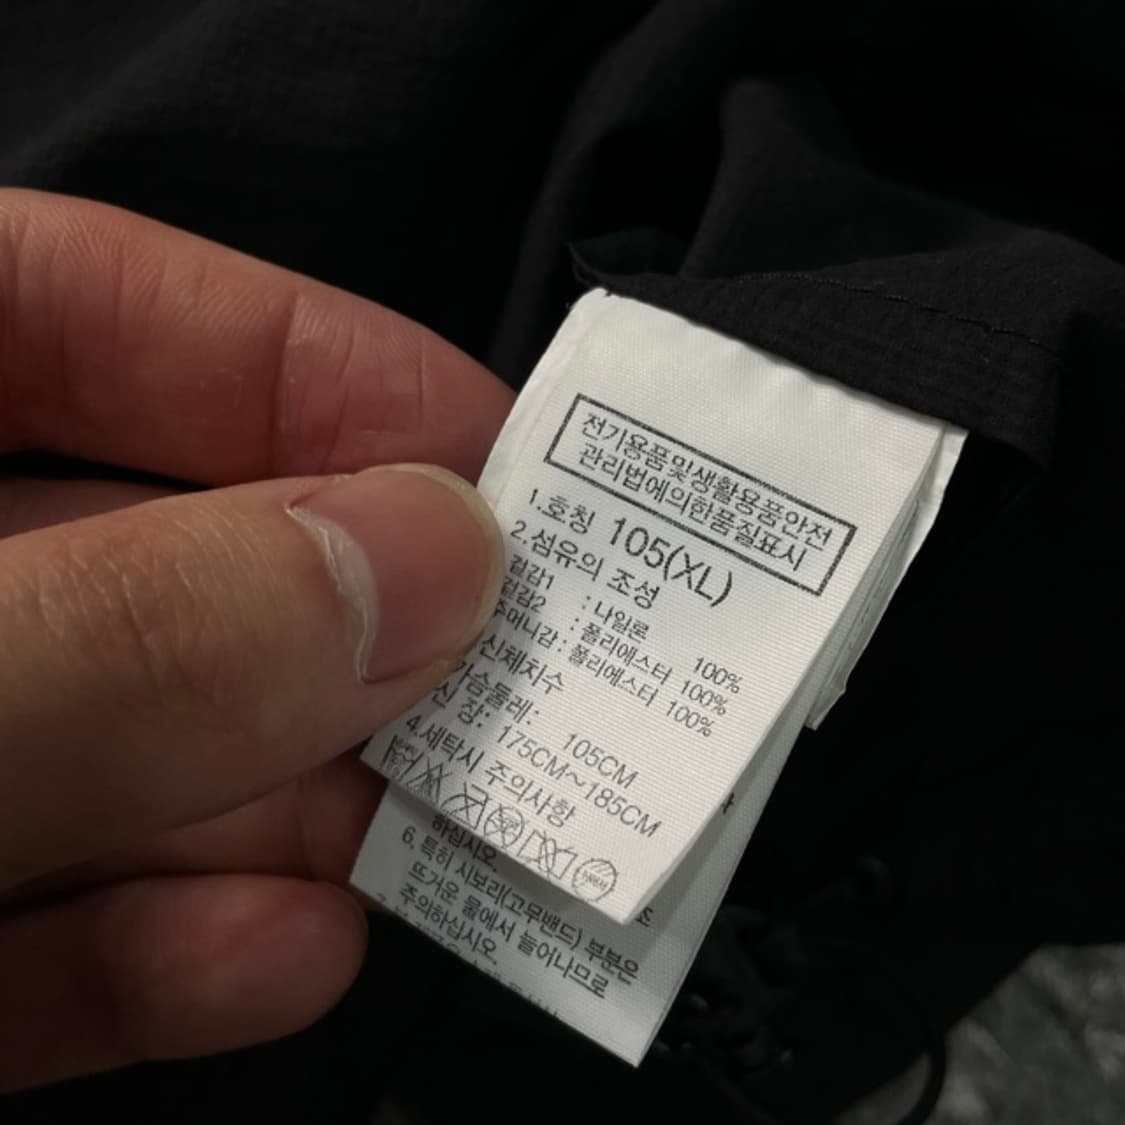 전기용품및생활용품안전
관리법에의한품질표시
1.호칭 105(XL)
2.섬유의 조성
겉감1 : 나일론 100%
겉감2 : 폴리에스터 100%
주머니감 : 폴리에스터 100%
신체치수
가슴둘레: 105CM
신 장: 175CM~185CM
4.세탁시 주의사항
하십시오.
6. 특히 시보리(고무밴드) 부분은
뜨거운 물에서 늘어나므로
주의하십시오.